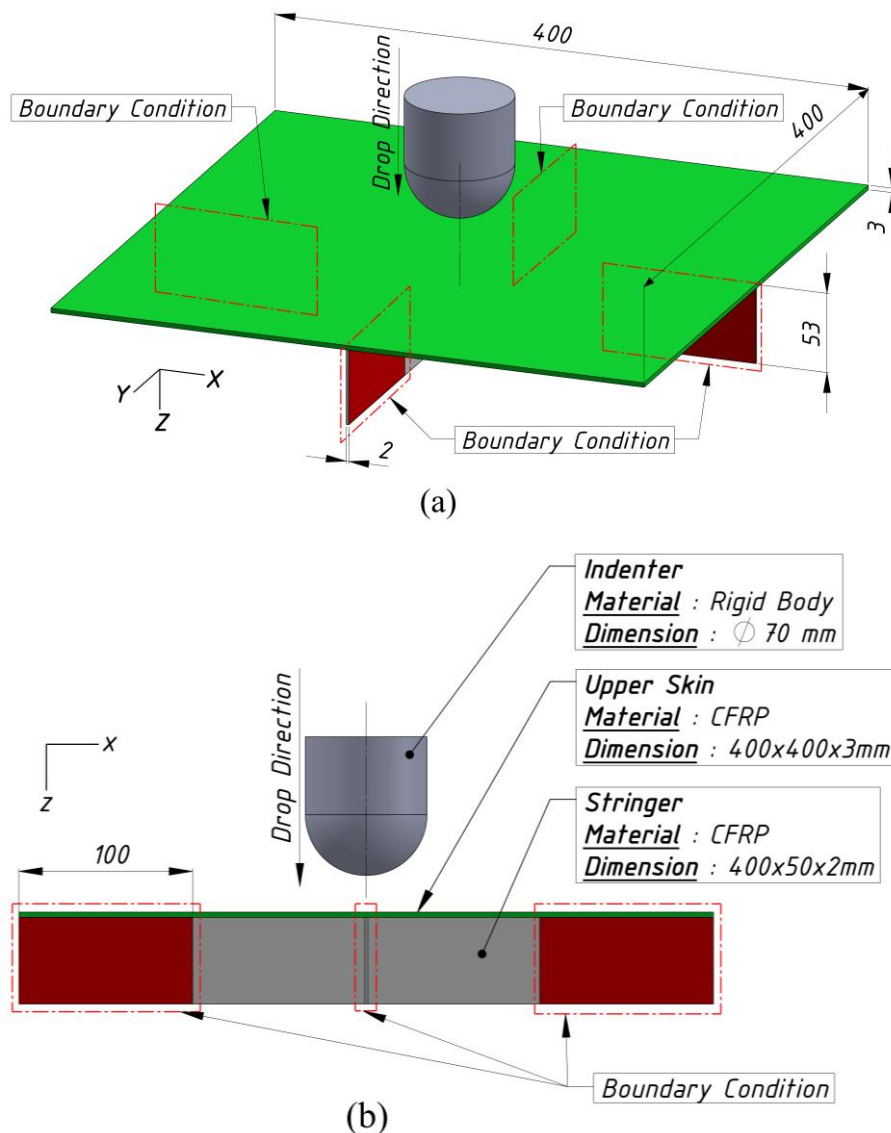 400
Boundary Condition
Drop Direction
Boundary Condition
400
3
53
Y
X
Z
2
Boundary Condition
(a)
Indenter
Material : Rigid Body
Dimension : ∅ 70 mm
Upper Skin
Material : CFRP
Dimension : 400x400x3mm
Stringer
Material : CFRP
Dimension : 400x50x2mm
x
z
Drop Direction
100
Boundary Condition
(b)